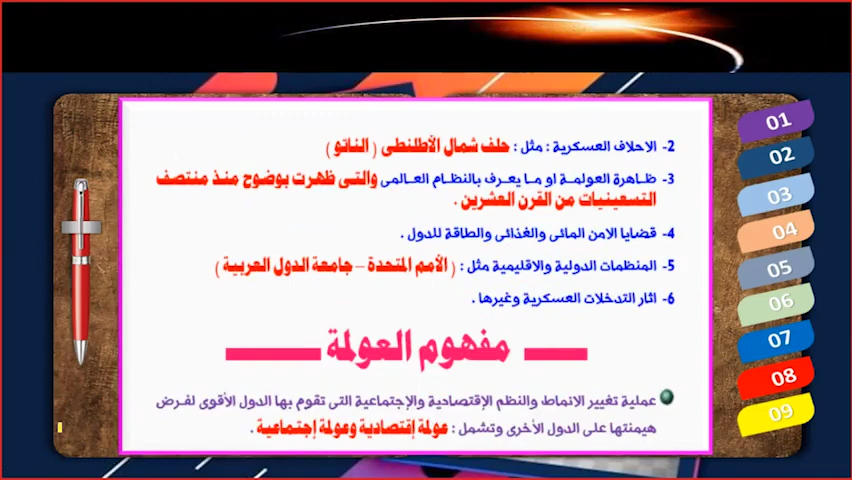 2- الاحلاف العسكرية : مثل : حلف شمال الأطلنطى ( الناتو )
3- ظاهرة العولمة او ما يعرف بالنظام العالمى والتى ظهرت بوضوح منذ منتصف
التسعينيات من القرن العشرين .
4- قضايا الامن المائى والغذائى والطاقة للدول .
5- المنظمات الدولية والاقليمية مثل : ( الأمم المتحدة – جامعة الدول العربية )
6- اثار التدخلات العسكرية وغيرها .
مفهوم العولمة
عملية تغيير الانماط والنظم الإقتصادية والإجتماعية التى تقوم بها الدول الأقوى لفرض
هيمنتها على الدول الأخرى وتشمل : عولمة إقتصادية وعولمة إجتماعية .
01
02
03
04
05
06
07
08
09